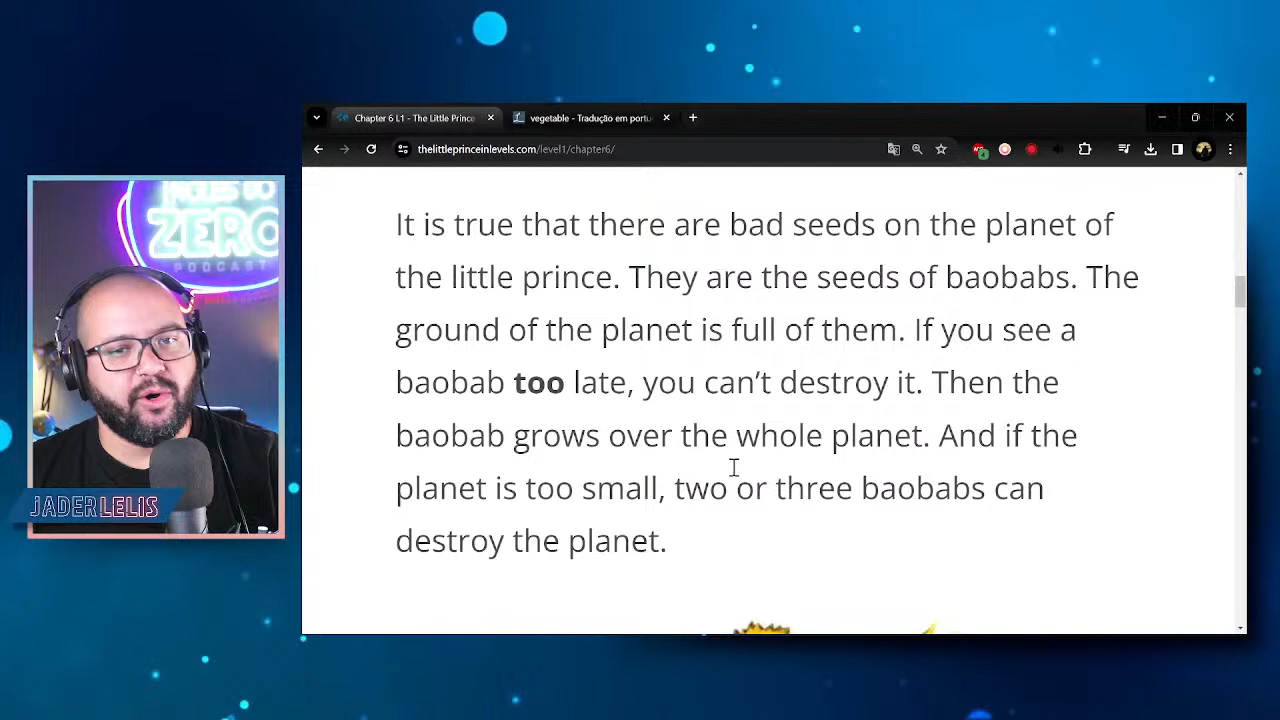 ZERO
PODCAST
JADERLELIS
Chapter 6 L1 - The Little Prince
vegetable - Tradução em portu
thelittleprinceinlevels.com/level1/chapter6/
4
It is true that there are bad seeds on the planet of
the little prince. They are the seeds of baobabs. The
ground of the planet is full of them. If you see a
baobab too late, you can’t destroy it. Then the
baobab grows over the whole planet. And if the
planet is too small, two or three baobabs can
destroy the planet.